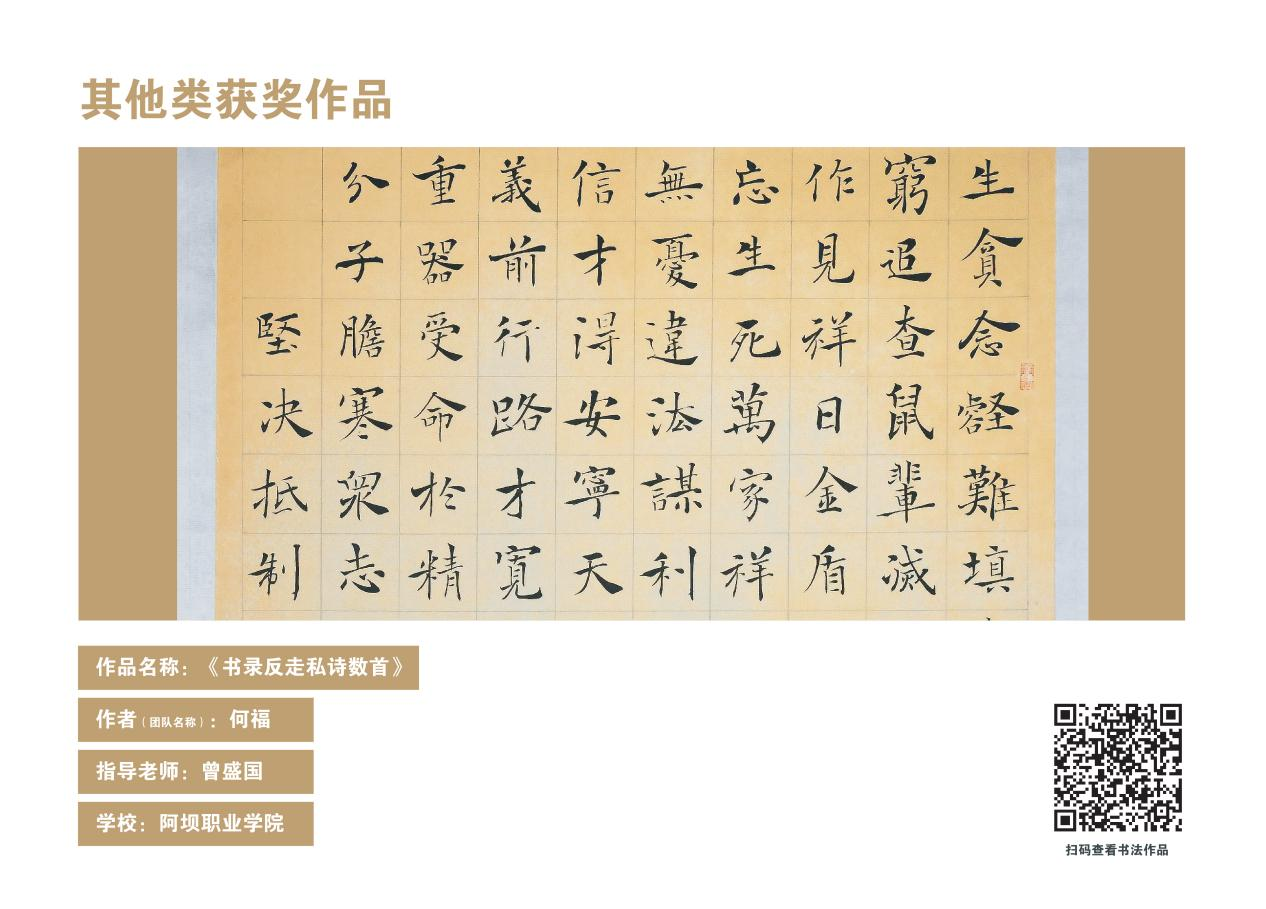 其他类获奖作品
生貪念壑難填
窮追查鼠輩滅
作見祥日金盾
忘生死萬家祥
無憂違法謀利
信才得安寧天
義前行路才寬
重器受命於精
分子膽寒眾志
堅決抵制
作品名称：《书录反走私诗数首》
作者（团队名称）：何福
指导老师：曾盛国
学校：阿坝职业学院
扫码查看书法作品